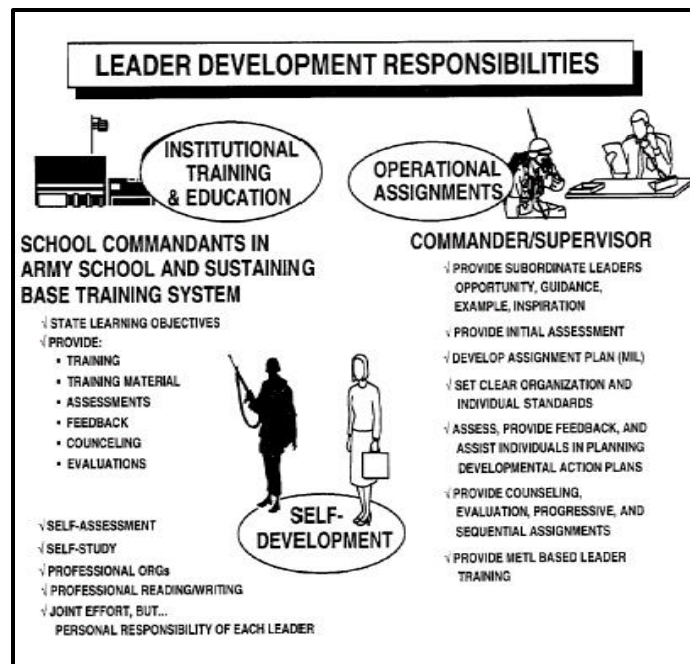 LEADER DEVELOPMENT RESPONSIBILITIES
INSTITUTIONAL
TRAINING
& EDUCATION
SCHOOL COMMANDANTS IN
ARMY SCHOOL AND SUSTAINING
BASE TRAINING SYSTEM
√ STATE LEARNING OBJECTIVES
√ PROVIDE:
▪ TRAINING
▪ TRAINING MATERIAL
▪ ASSESSMENTS
▪ FEEDBACK
▪ COUNCELING
▪ EVALUATIONS
OPERATIONAL
ASSIGNMENTS
COMMANDER/SUPERVISOR
√ PROVIDE SUBORDINATE LEADERS
OPPORTUNITY, GUIDANCE,
EXAMPLE, INSPIRATION
√ PROVIDE INITIAL ASSESSMENT
√ DEVELOP ASSIGNMENT PLAN (MIL)
√ SET CLEAR ORGANIZATION AND
INDIVIDUAL STANDARDS
√ ASSESS, PROVIDE FEEDBACK, AND
ASSIST INDIVIDUALS IN PLANNING
DEVELOPMENTAL ACTION PLANS
√ PROVIDE COUNSELING,
EVALUATION, PROGRESSIVE, AND
SEQUENTIAL ASSIGNMENTS
√ PROVIDE METL BASED LEADER
TRAINING
SELF-
DEVELOPMENT
√ SELF-ASSESSMENT
√ SELF-STUDY
√ PROFESSIONAL ORGs
√ PROFESSIONAL READING/WRITING
√ JOINT EFFORT, BUT...
PERSONAL RESPONSIBILITY OF EACH LEADER